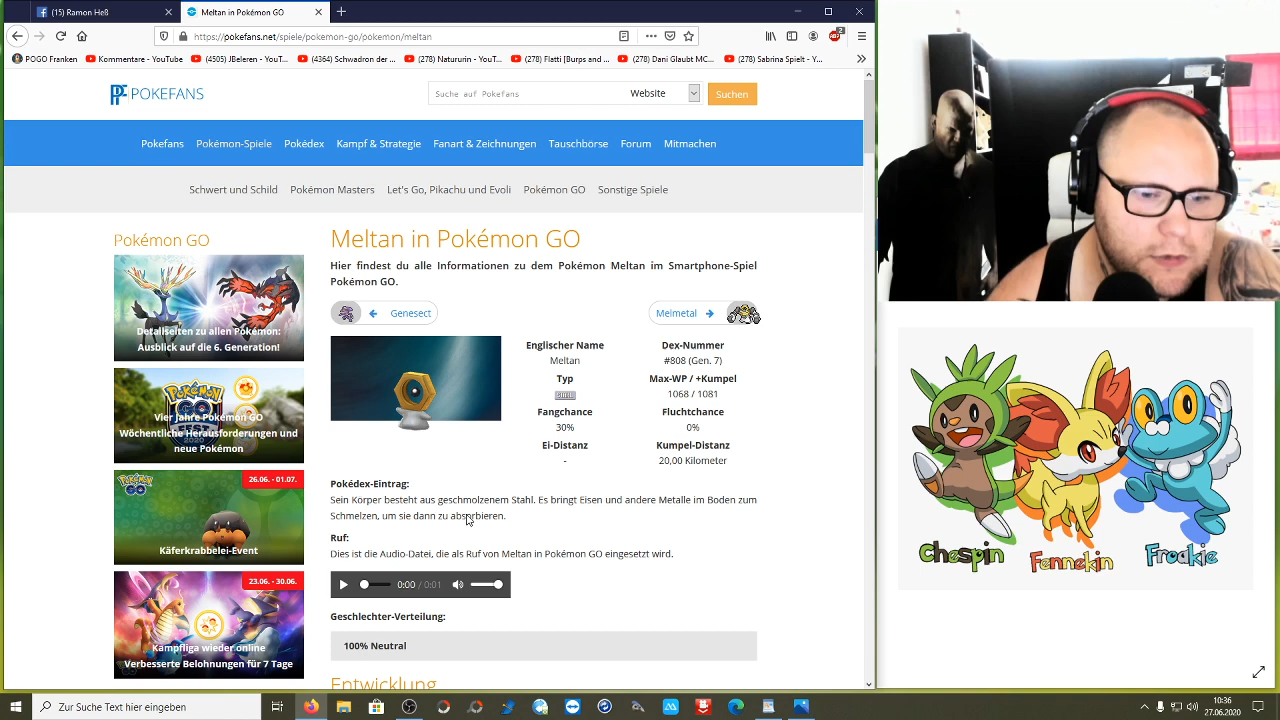 (15) Ramon Heß
Meltan in Pokémon GO
https://pokefans.net/spiele/pokemon-go/pokemon/meltan
2
POGO Franken
Kommentare - YouTube
(4505) JBeleren - YouT...
(4364) Schwadron der ...
(278) Natururin - YouT...
(278) Flatti [Burps and ...
(278) Dani Glaubt MC...
(278) Sabrina Spielt - Y...
POKEFANS
Suche auf Pokefans
Website
Suchen
Pokefans
Pokémon-Spiele
Pokédex
Kampf & Strategie
Fanart & Zeichnungen
Tauschbörse
Forum
Mitmachen
Schwert und Schild
Pokémon Masters
Let's Go, Pikachu und Evoli
Pokémon GO
Sonstige Spiele
Pokémon GO
Detailseiten zu allen Pokémon:
Ausblick auf die 6. Generation!
Vier Jahre Pokémon GO
Wöchentliche Herausforderungen und
neue Pokémon
26.06. - 01.07.
Käferkrabbelei-Event
23.06. - 30.06.
Kampfliga wieder online
Verbesserte Belohnungen für 7 Tage
Meltan in Pokémon GO
Hier findest du alle Informationen zu dem Pokémon Meltan im Smartphone-Spiel
Pokémon GO.
Genesect
Melmetal
Englischer Name
Meltan
Dex-Nummer
#808 (Gen. 7)
Typ
Max-WP / +Kumpel
1068 / 1081
Fangchance
30%
Fluchtchance
0%
Ei-Distanz
-
Kumpel-Distanz
20,00 Kilometer
Pokédex-Eintrag:
Sein Körper besteht aus geschmolzenem Stahl. Es bringt Eisen und andere Metalle im Boden zum
Schmelzen, um sie dann zu absorbieren.
Ruf:
Dies ist die Audio-Datei, die als Ruf von Meltan in Pokémon GO eingesetzt wird.
0:00 / 0:01
Geschlechter-Verteilung:
100% Neutral
Entwicklung
Chespin
Fennekin
Froakie
Zur Suche Text hier eingeben
10:36
27.06.2020